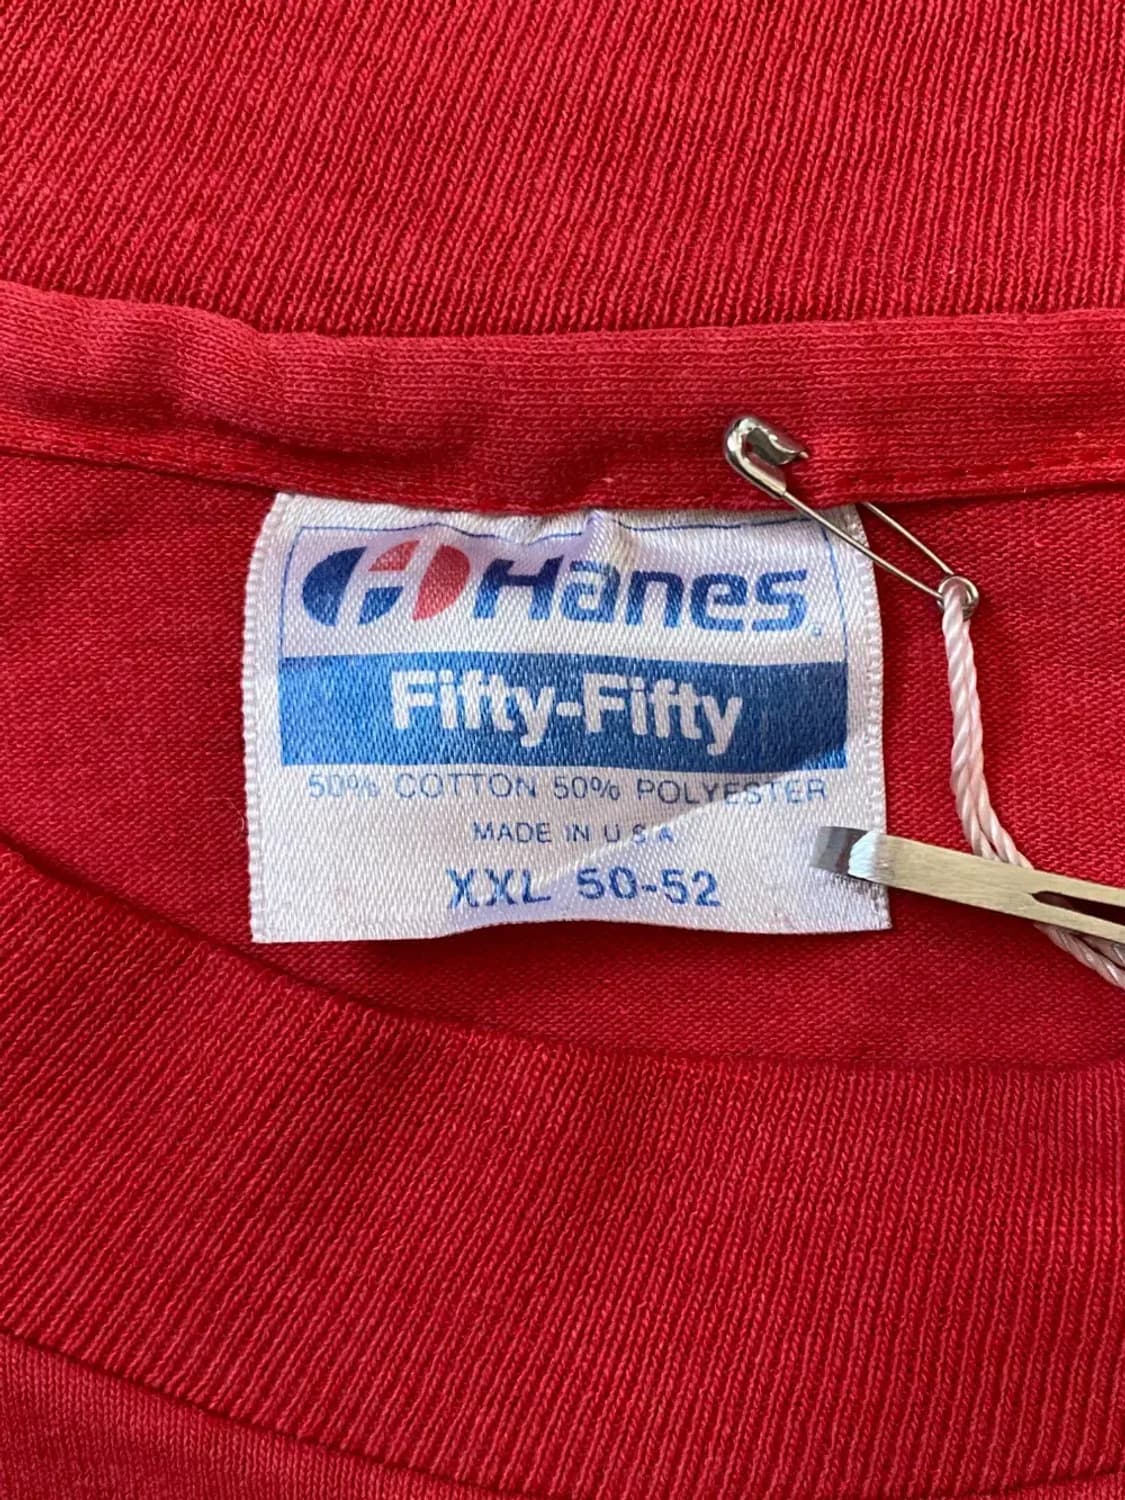 Hanes®
Fifty-Fifty
50% COTTON 50% POLYESTER
MADE IN U S A
XXL 50-52